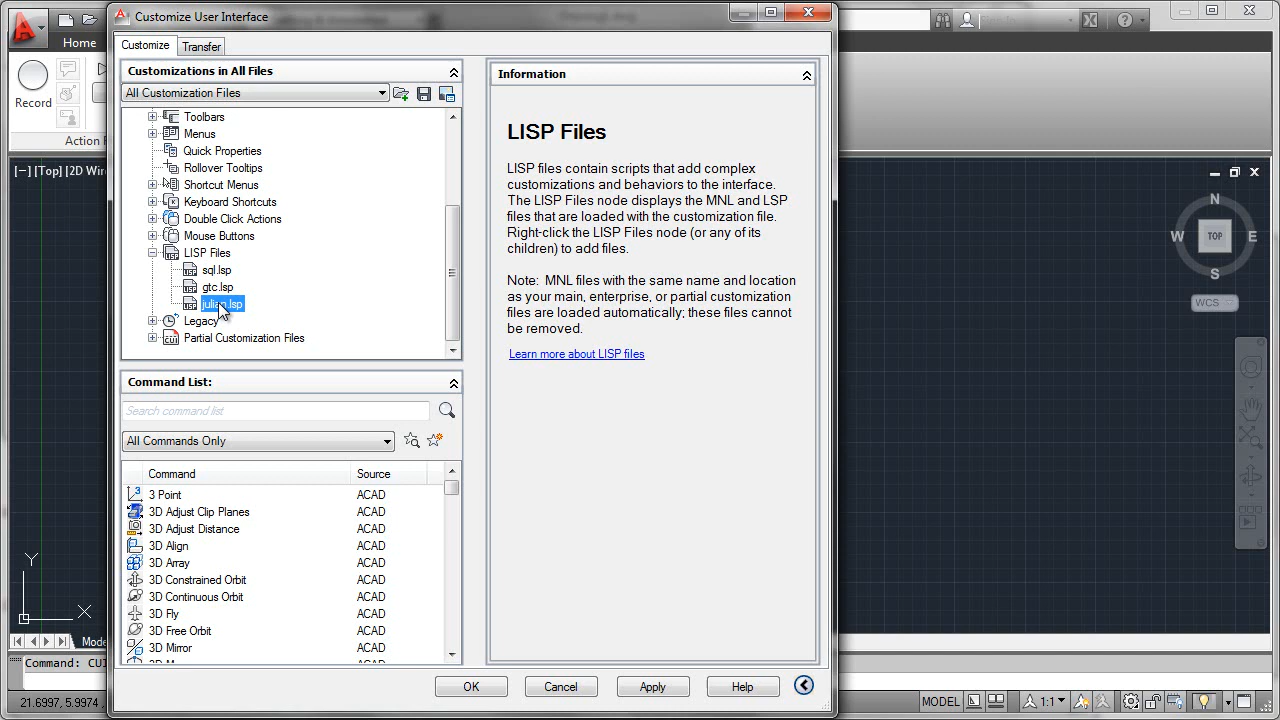 Customize User Interface
Customize
Transfer
Home
Customizations in All Files
Information
All Customization Files
Record
Toolbars
Menus
LISP Files
Quick Properties
Rollover Tooltips
LISP files contain scripts that add complex
[−] [Top] [2D Wir
customizations and behaviors to the interface.
Shortcut Menus
The LISP Files node displays the MNL and LSP
Keyboard Shortcuts
files that are loaded with the customization file.
Double Click Actions
Right-click the LISP Files node (or any of its
Mouse Buttons
children) to add files.
LISP Files
sql.lsp
Note: MNL files with the same name and location
gtc.lsp
as your main, enterprise, or partial customization
julian.lsp
files are loaded automatically; these files cannot
Legacy
be removed.
Partial Customization Files
Learn more about LISP files
N
W
TOP
E
S
WCS
Command List:
Search command list
All Commands Only
Command
Source
3 Point
ACAD
3D Adjust Clip Planes
ACAD
3D Adjust Distance
ACAD
3D Align
ACAD
3D Array
ACAD
3D Constrained Orbit
ACAD
3D Continuous Orbit
ACAD
3D Fly
ACAD
3D Free Orbit
ACAD
3D Mirror
ACAD
Y
X
Mode
Command: CUI
OK
Cancel
Apply
Help
21.6997, 5.9974
MODEL
1:1